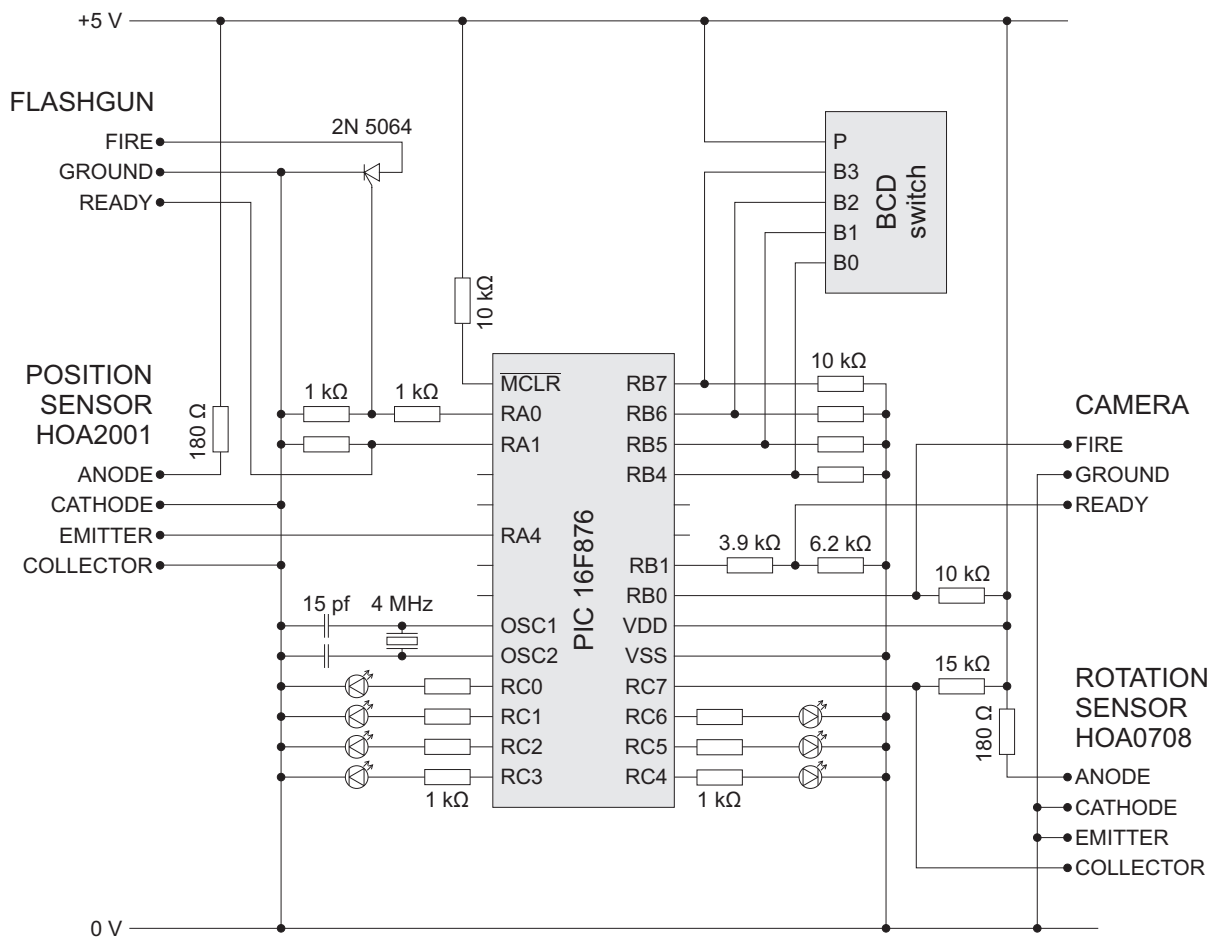 +5 V
FLASHGUN
FIRE
GROUND
READY
2N 5064
P
B3
B2
B1
B0
BCD
switch
10 kΩ
POSITION
SENSOR
HOA2001
180 Ω
ANODE
CATHODE
EMITTER
COLLECTOR
1 kΩ
1 kΩ
15 pf
4 MHz
1 kΩ
MCLR
RA0
RA1
RA4
OSC1
OSC2
RC0
RC1
RC2
RC3
PIC 16F876
RB7
RB6
RB5
RB4
RB1
RB0
VDD
VSS
RC7
RC6
RC5
RC4
10 kΩ
3.9 kΩ
6.2 kΩ
10 kΩ
15 kΩ
180 Ω
1 kΩ
CAMERA
FIRE
GROUND
READY
ROTATION
SENSOR
HOA0708
ANODE
CATHODE
EMITTER
COLLECTOR
0 V